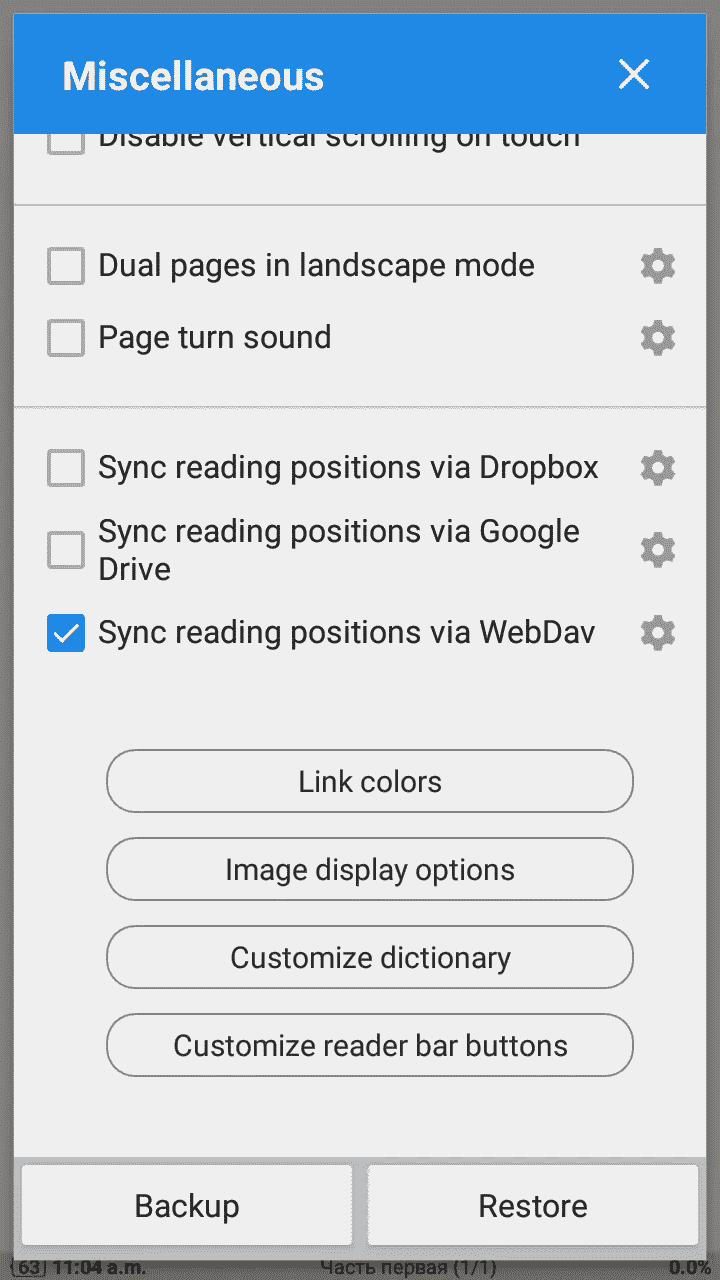 Miscellaneous
Disable vertical scrolling on touch
Dual pages in landscape mode
Page turn sound
Sync reading positions via Dropbox
Sync reading positions via Google
Drive
Sync reading positions via WebDav
Link colors
Image display options
Customize dictionary
Customize reader bar buttons
Backup Restore
63 11:04 a.m. Часть первая (1/1) 0.0%